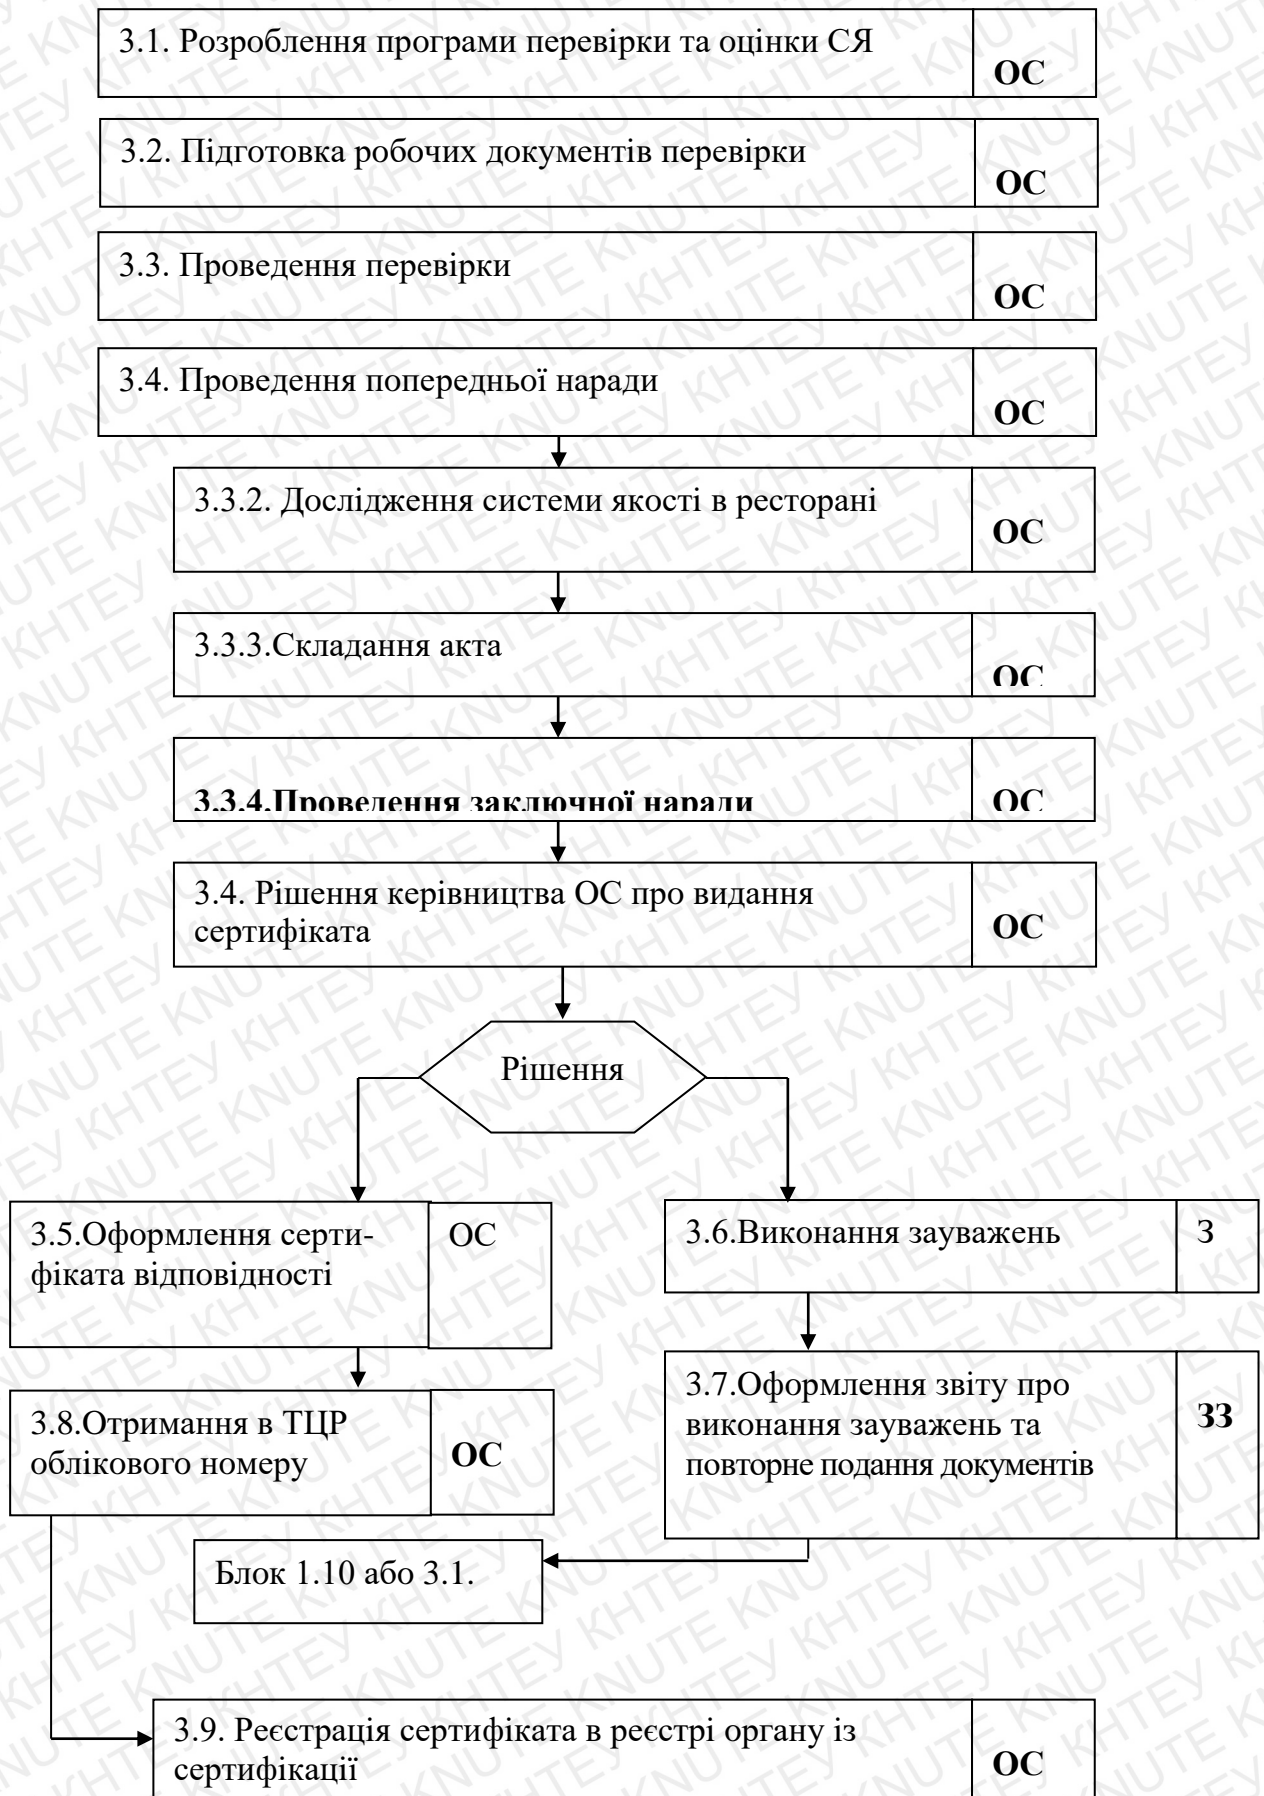 3.1. Розроблення програми перевірки та оцінки СЯ
ОС
3.2. Підготовка робочих документів перевірки
ОС
3.3. Проведення перевірки
ОС
3.4. Проведення попередньої наради
ОС
3.3.2. Дослідження системи якості в ресторані
ОС
3.3.3.Складання акта
ОС
3.3.4.Проведення заключної наради
ОС
3.4. Рішення керівництва ОС про видання
сертифіката
ОС
Рішення
3.5.Оформлення серти-
фіката відповідності
ОС
3.6.Виконання зауважень
З
3.7.Оформлення звіту про
виконання зауважень та
повторне подання документів
ЗЗ
3.8.Отримання в ТЦР
облікового номеру
ОС
Блок 1.10 або 3.1.
3.9. Реєстрація сертифіката в реєстрі органу із
сертифікації
ОС